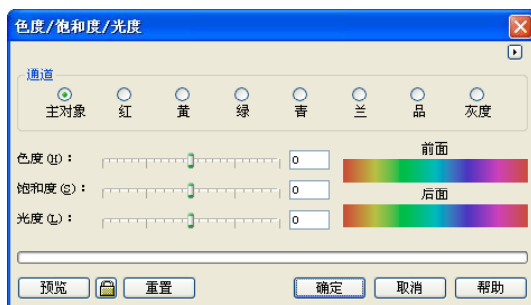 色度/饱和度/光度
通道
主对象 红 黄 绿 青 兰 品 灰度
色度(H): 0
前面
饱和度(S): 0
后面
光度(L): 0
预览 重置 确定 取消 帮助